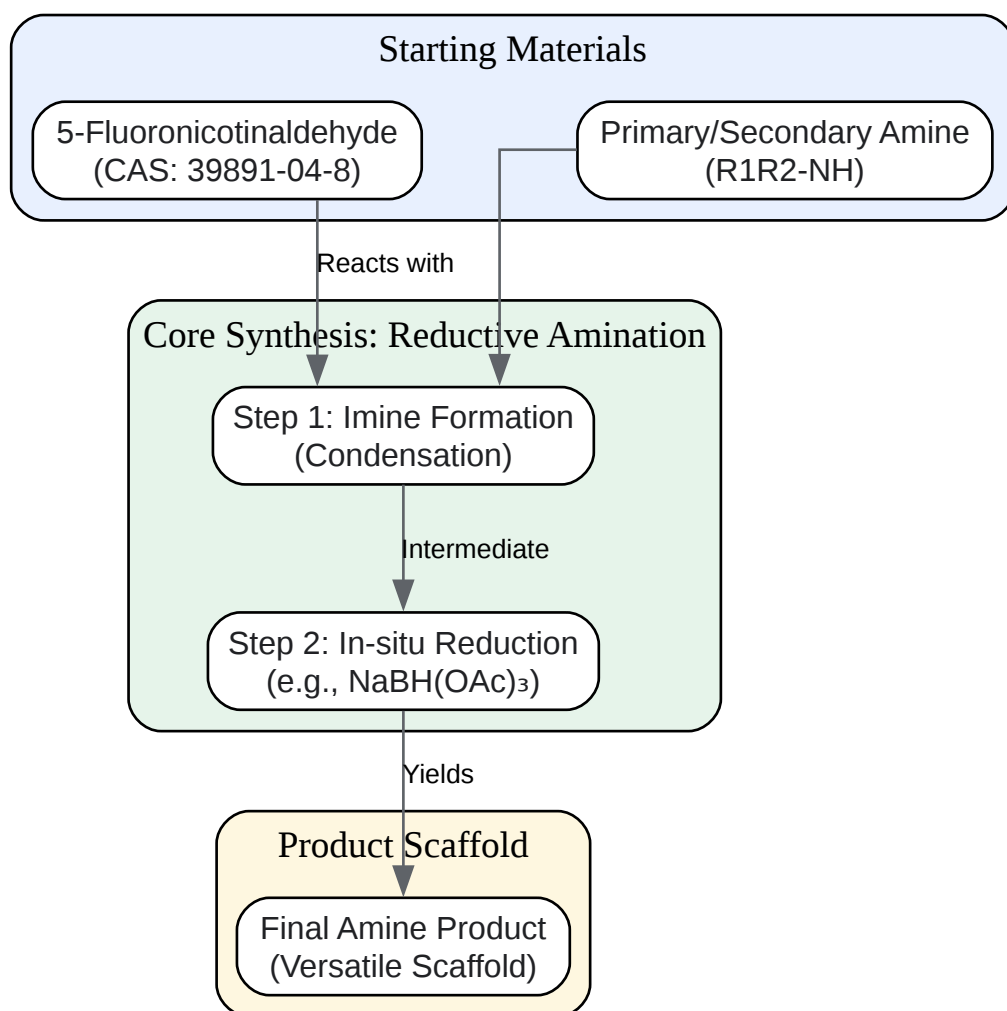 Starting Materials
5-Fluoronicotinaldehyde
(CAS: 39891-04-8)
Primary/Secondary Amine
(R1R2-NH)
Reacts with
Core Synthesis: Reductive Amination
Step 1: Imine Formation
(Condensation)
Intermediate
Step 2: In-situ Reduction
(e.g., NaBH(OAc)₃)
Yields
Product Scaffold
Final Amine Product
(Versatile Scaffold)